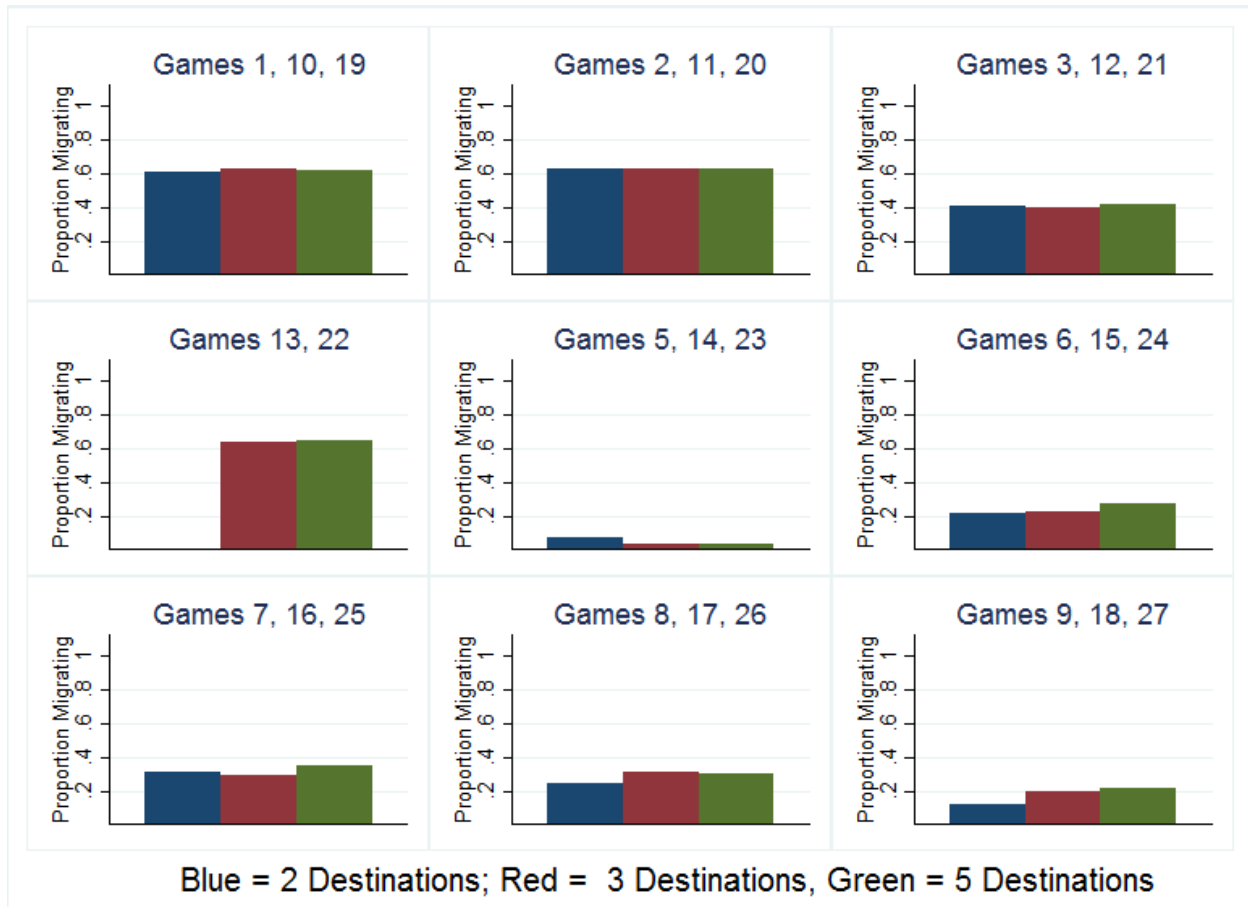 Games 1, 10, 19
Proportion Migrating
.2 .4 .6 .8 1
Games 2, 11, 20
Proportion Migrating
.2 .4 .6 .8 1
Games 3, 12, 21
Proportion Migrating
.2 .4 .6 .8 1
Games 13, 22
Proportion Migrating
.2 .4 .6 .8 1
Games 5, 14, 23
Proportion Migrating
.2 .4 .6 .8 1
Games 6, 15, 24
Proportion Migrating
.2 .4 .6 .8 1
Games 7, 16, 25
Proportion Migrating
.2 .4 .6 .8 1
Games 8, 17, 26
Proportion Migrating
.2 .4 .6 .8 1
Games 9, 18, 27
Proportion Migrating
.2 .4 .6 .8 1
Blue = 2 Destinations; Red =  3 Destinations, Green = 5 Destinations